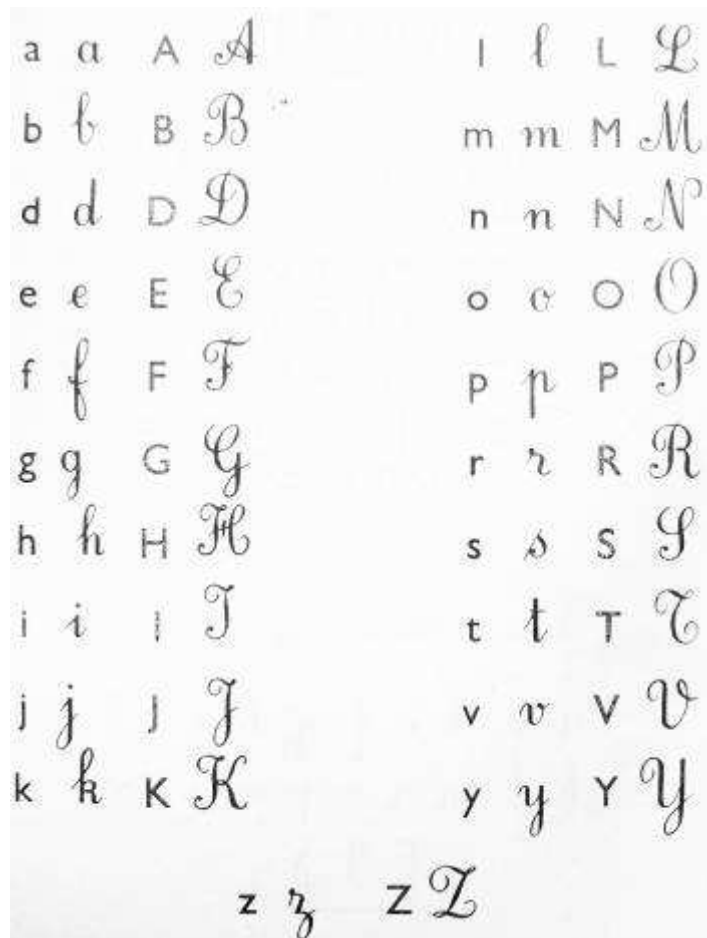 a a A A l l L L
b b B B m m M M
d d D D n n N N
e e E E o o O O
f f F F p p P P
g g G G r r R R
h h H H s s S S
i i I I t t T T
j j J J v v V V
k k K K y y Y Y
z z Z Z